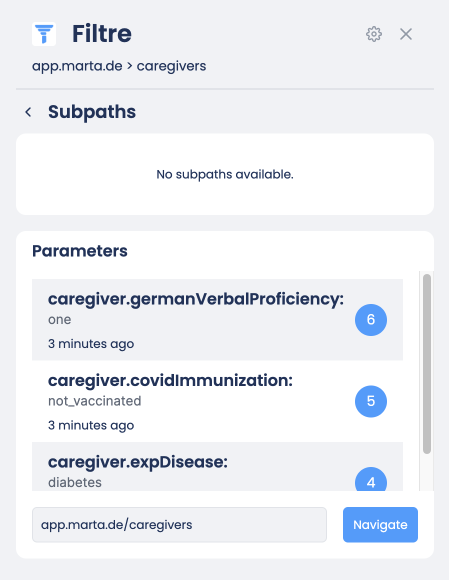 Filtre
app.marta.de > caregivers
Subpaths
No subpaths available.
Parameters
caregiver.germanVerbalProficiency:
one
6
3 minutes ago
caregiver.covidImmunization:
not_vaccinated
5
3 minutes ago
caregiver.expDisease:
diabetes
4
app.marta.de/caregivers
Navigate